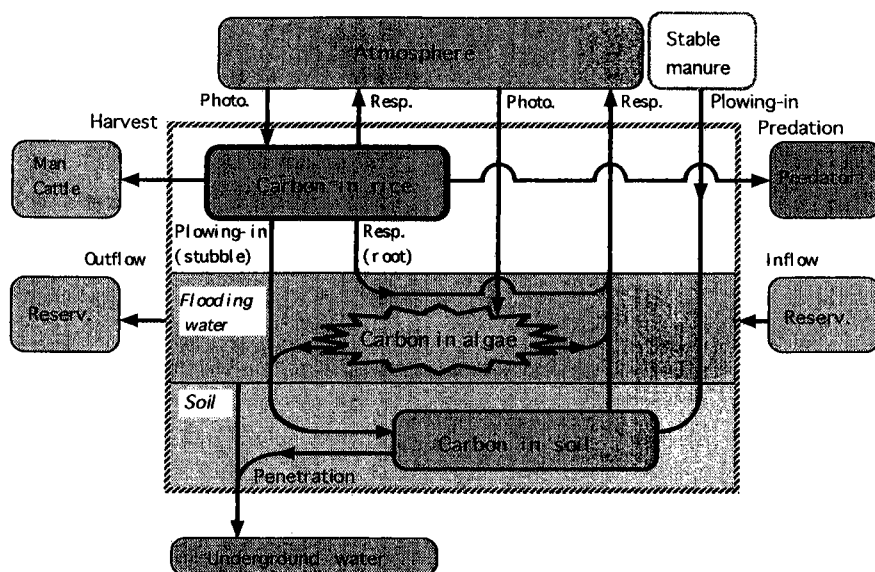 Atmosphere
Stable
manure
Photo.
Resp.
Photo.
Resp.
Plowing-in
Harvest
Predation
Man
Cattle
Carbon in rice
Predator
Plowing-in
(stubble)
Resp.
(root)
Outflow
Inflow
Reserv.
Flooding
water
Carbon in algae
Reserv.
Soil
Carbon in soil
Penetration
Underground water